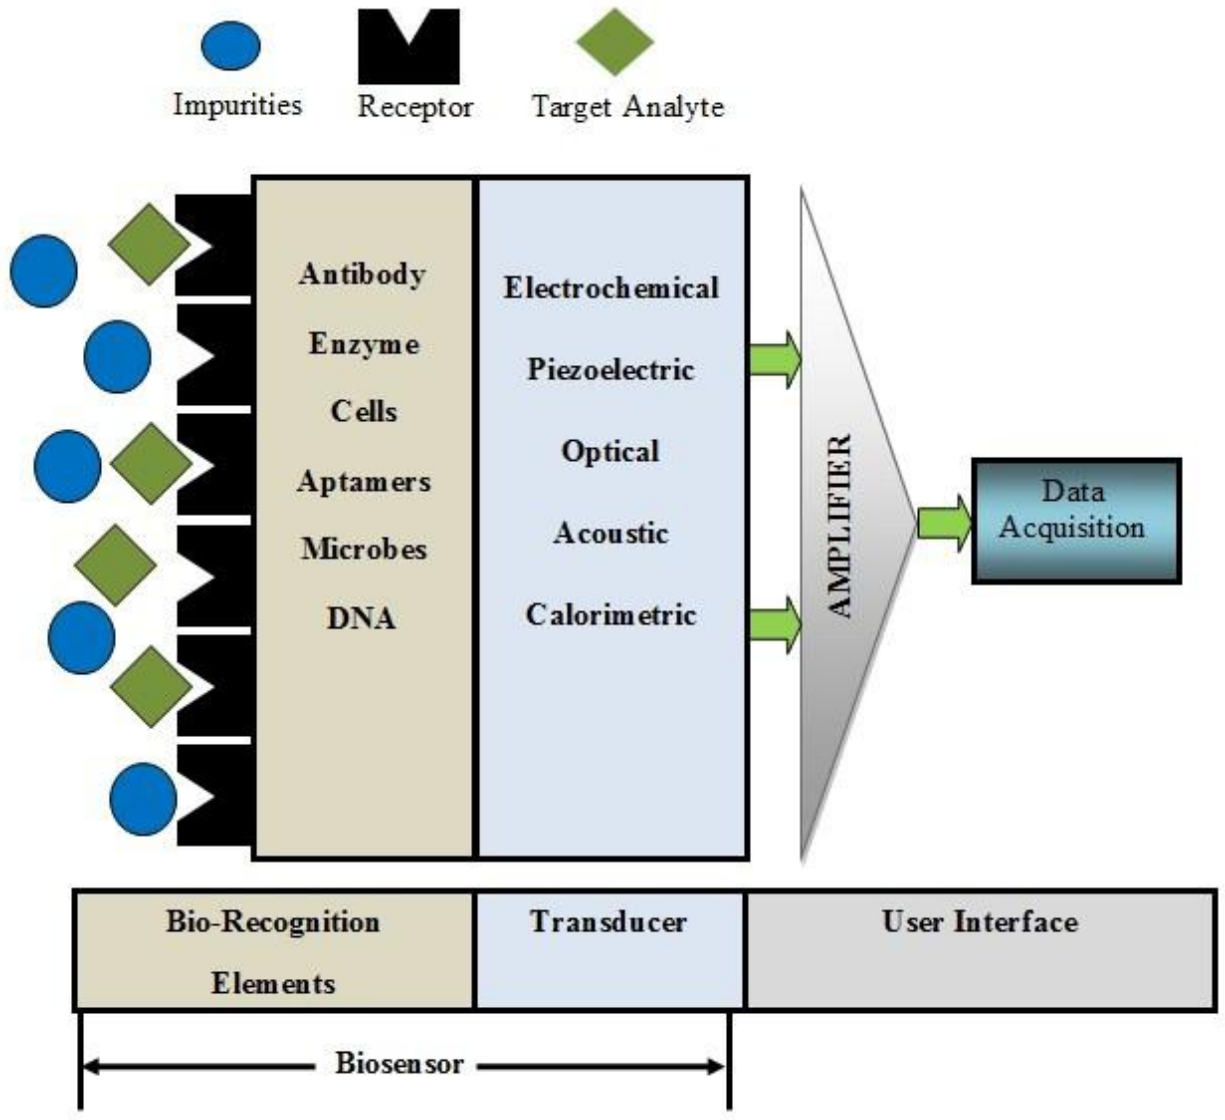 Impurities
Receptor
Target Analyte
Antibody
Enzyme
Cells
Aptamers
Microbes
DNA
Electrochemical
Piezoelectric
Optical
Acoustic
Calorimetric
AMPLIFIER
Data
Acquisition
Bio-Recognition
Elements
Transducer
User Interface
Biosensor